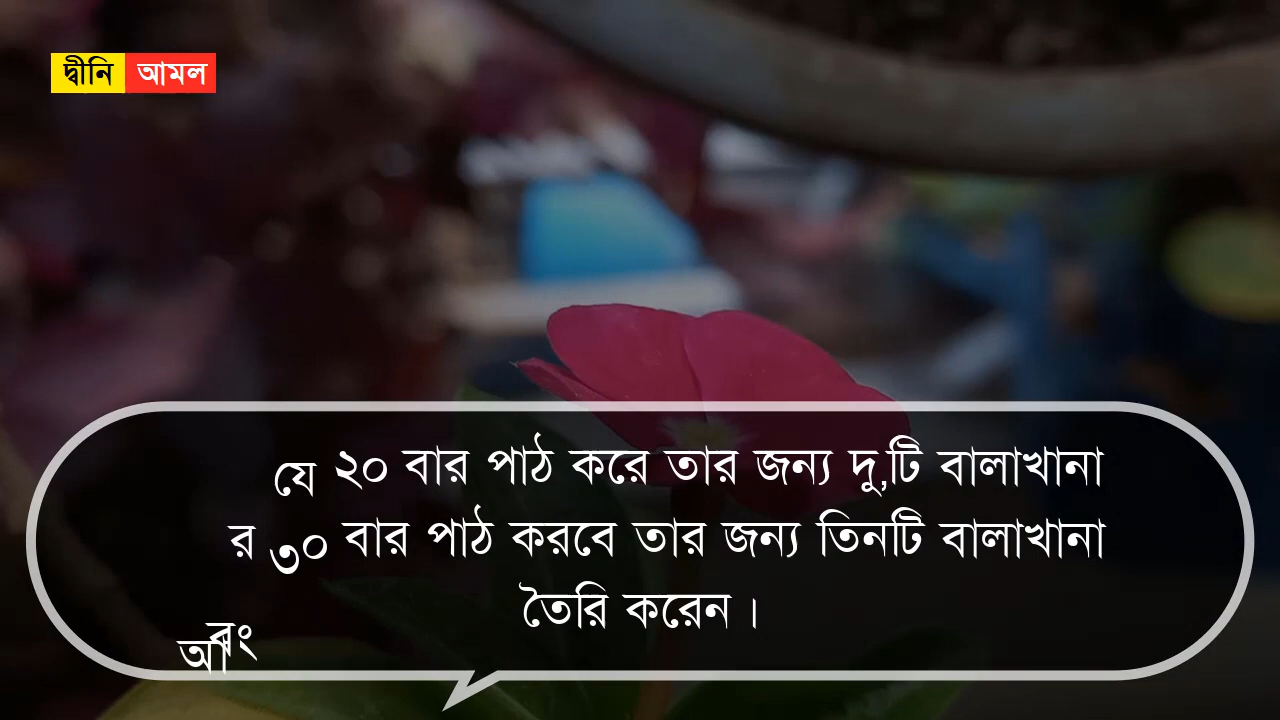 দ্বীনি আমল
যে ২০ বার পাঠ করে তার জন্য দু,টি বালাখানা
র ৩০ বার পাঠ করবে তার জন্য তিনটি বালাখানা
তৈরি করেন ।